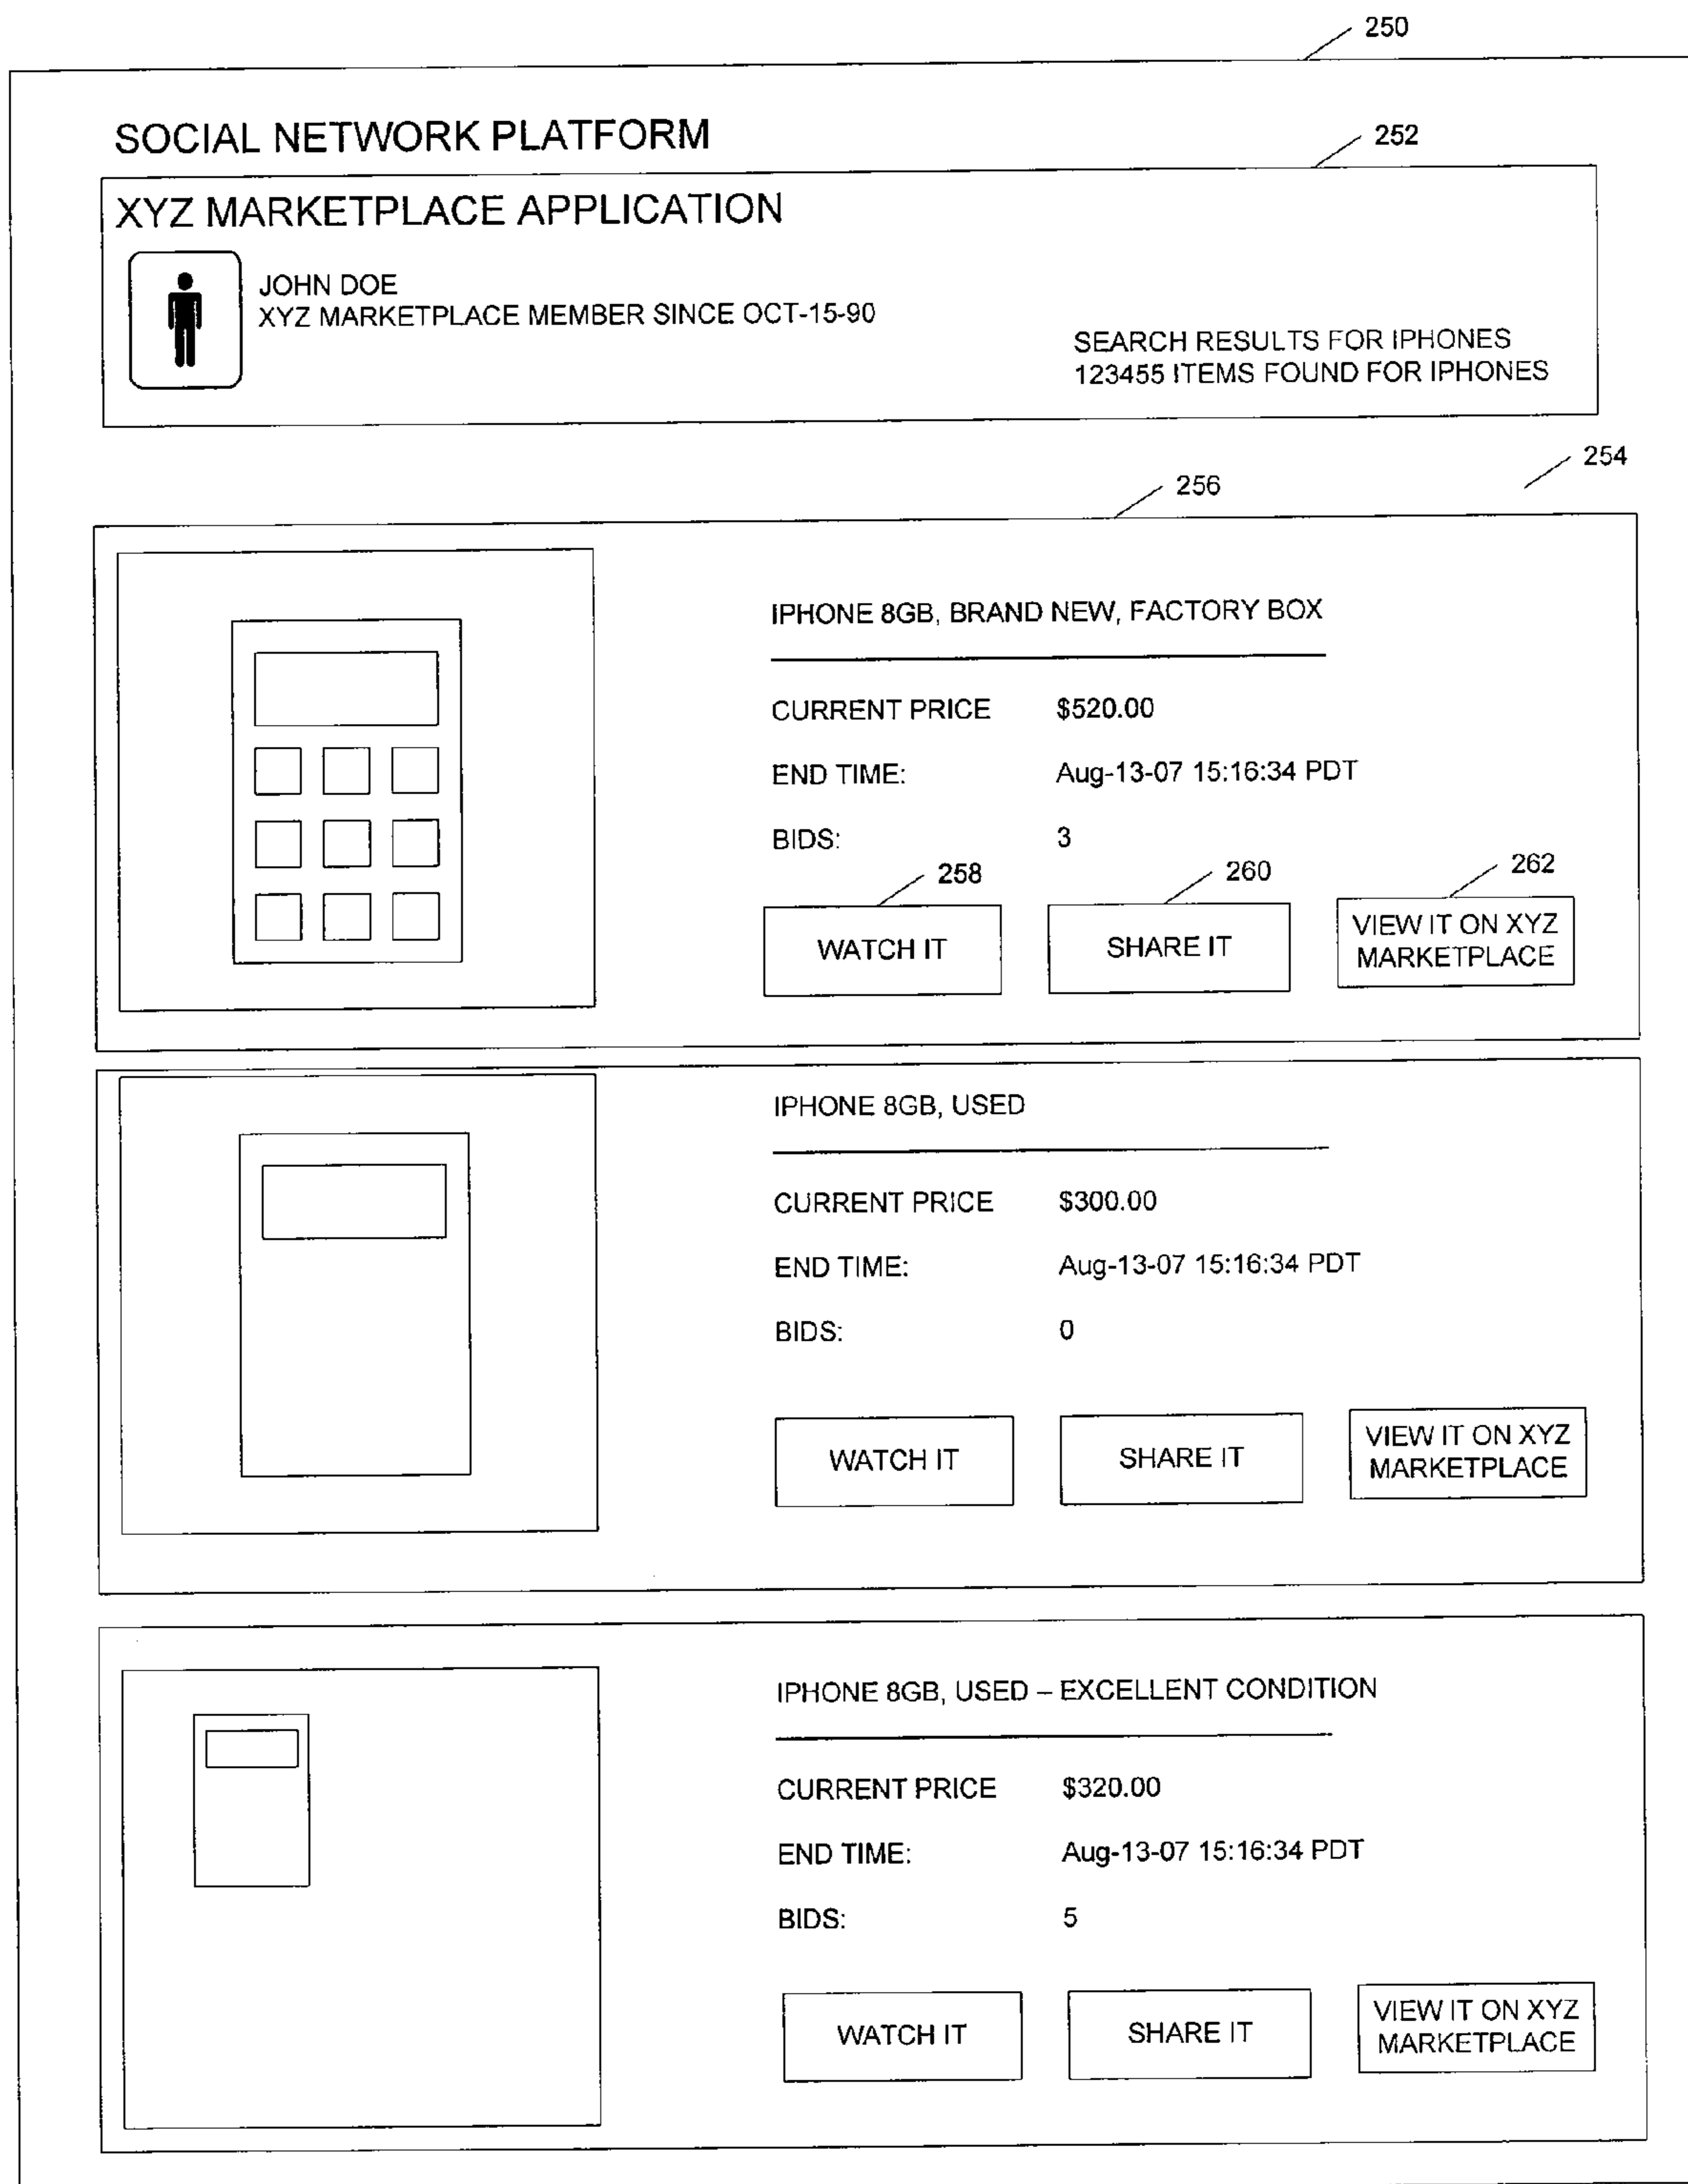 250
SOCIAL NETWORK PLATFORM
252
XYZ MARKETPLACE APPLICATION
JOHN DOE
XYZ MARKETPLACE MEMBER SINCE OCT-15-90
SEARCH RESULTS FOR IPHONES
123455 ITEMS FOUND FOR IPHONES
254
256
IPHONE 8GB, BRAND NEW, FACTORY BOX
CURRENT PRICE $520.00
END TIME: Aug-13-07 15:16:34 PDT
BIDS: 3
258 260 262
WATCH IT
SHARE IT
VIEW IT ON XYZ
MARKETPLACE
IPHONE 8GB, USED
CURRENT PRICE $300.00
END TIME: Aug-13-07 15:16:34 PDT
BIDS: 0
WATCH IT
SHARE IT
VIEW IT ON XYZ
MARKETPLACE
IPHONE 8GB, USED – EXCELLENT CONDITION
CURRENT PRICE $320.00
END TIME: Aug-13-07 15:16:34 PDT
BIDS: 5
WATCH IT
SHARE IT
VIEW IT ON XYZ
MARKETPLACE